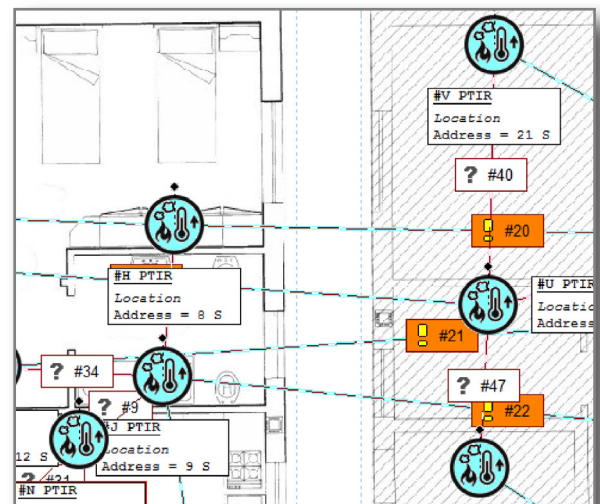 #V PTIR
Location
Address = 21 S
? #40
#20
#H PTIR
Location
Address = 8 S
#U PTIR
Locatio
Address
#21
? #34
? #47
? #9
#22
#J PTIR
Location
Address = 9 S
12 S
#N PTIR